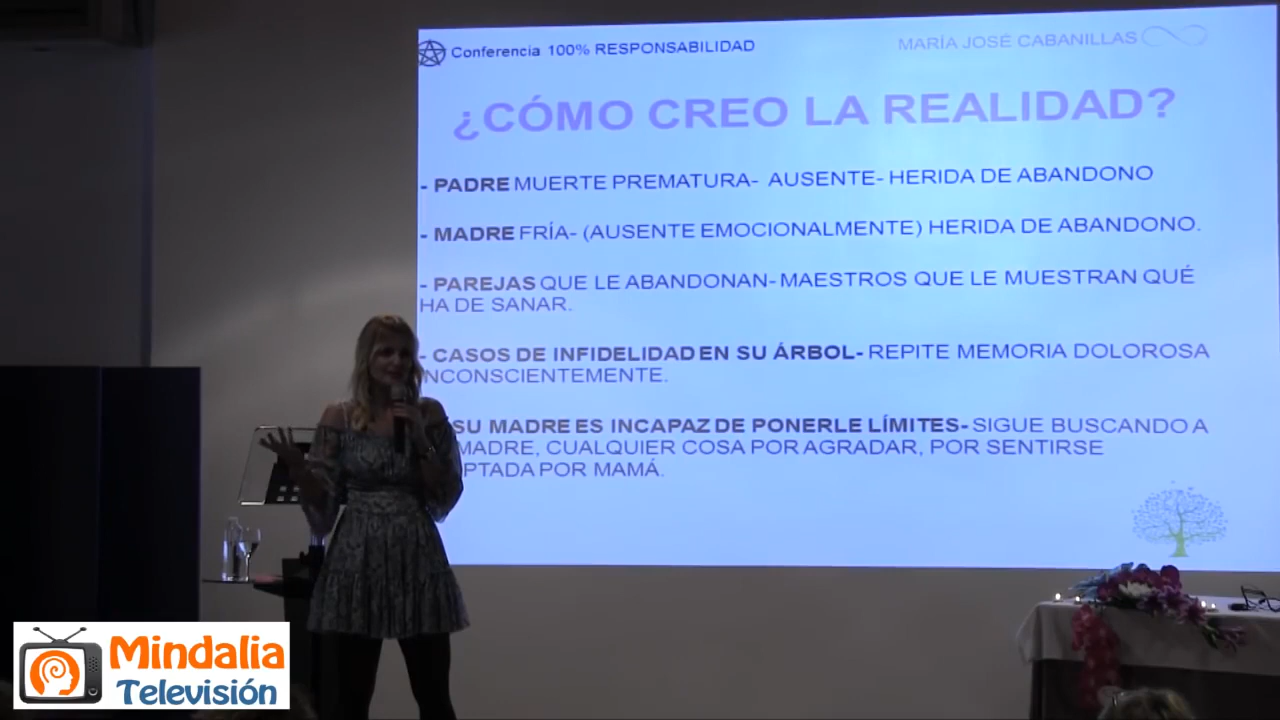 Conferencia 100% RESPONSABILIDAD
MARÍA JOSÉ CABANILLAS
¿CÓMO CREO LA REALIDAD?
- PADRE MUERTE PREMATURA- AUSENTE- HERIDA DE ABANDONO
- MADRE FRÍA- (AUSENTE EMOCIONALMENTE) HERIDA DE ABANDONO.
- PAREJAS QUE LE ABANDONAN- MAESTROS QUE LE MUESTRAN QUÉ
HA DE SANAR.
- CASOS DE INFIDELIDAD EN SU ÁRBOL- REPITE MEMORIA DOLOROSA
INCONSCIENTEMENTE.
SU MADRE ES INCAPAZ DE PONERLE LÍMITES- SIGUE BUSCANDO A
MADRE, CUALQUIER COSA POR AGRADAR, POR SENTIRSE
PTADA POR MAMÁ.
Mindalia
Televisión